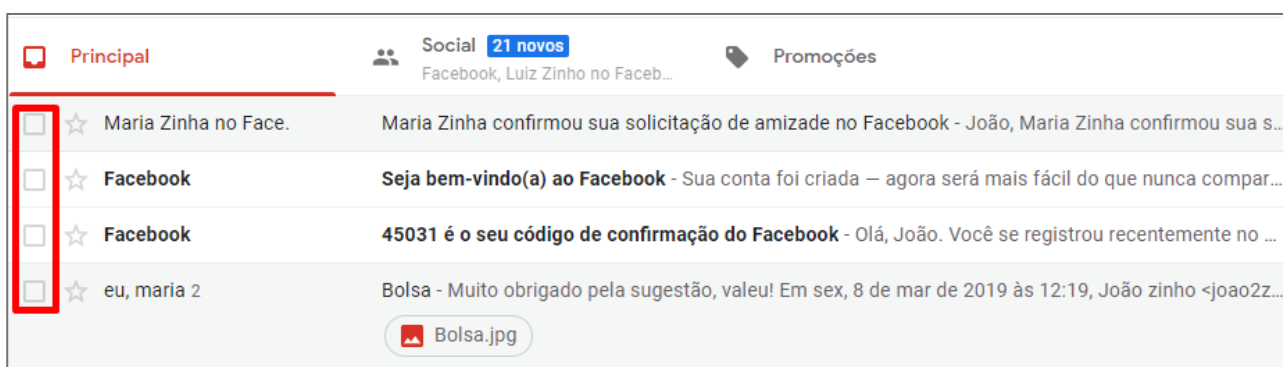 Principal
Social 21 novos
Facebook, Luiz Zinho no Faceb...
Promoções
Maria Zinha no Face. Maria Zinha confirmou sua solicitação de amizade no Facebook - João, Maria Zinha confirmou sua s...
Facebook Seja bem-vindo(a) ao Facebook - Sua conta foi criada — agora será mais fácil do que nunca compar...
Facebook 45031 é o seu código de confirmação do Facebook - Olá, João. Você se registrou recentemente no ...
eu, maria 2 Bolsa - Muito obrigado pela sugestão, valeu! Em sex, 8 de mar de 2019 às 12:19, João zinho <joao2z...
Bolsa.jpg